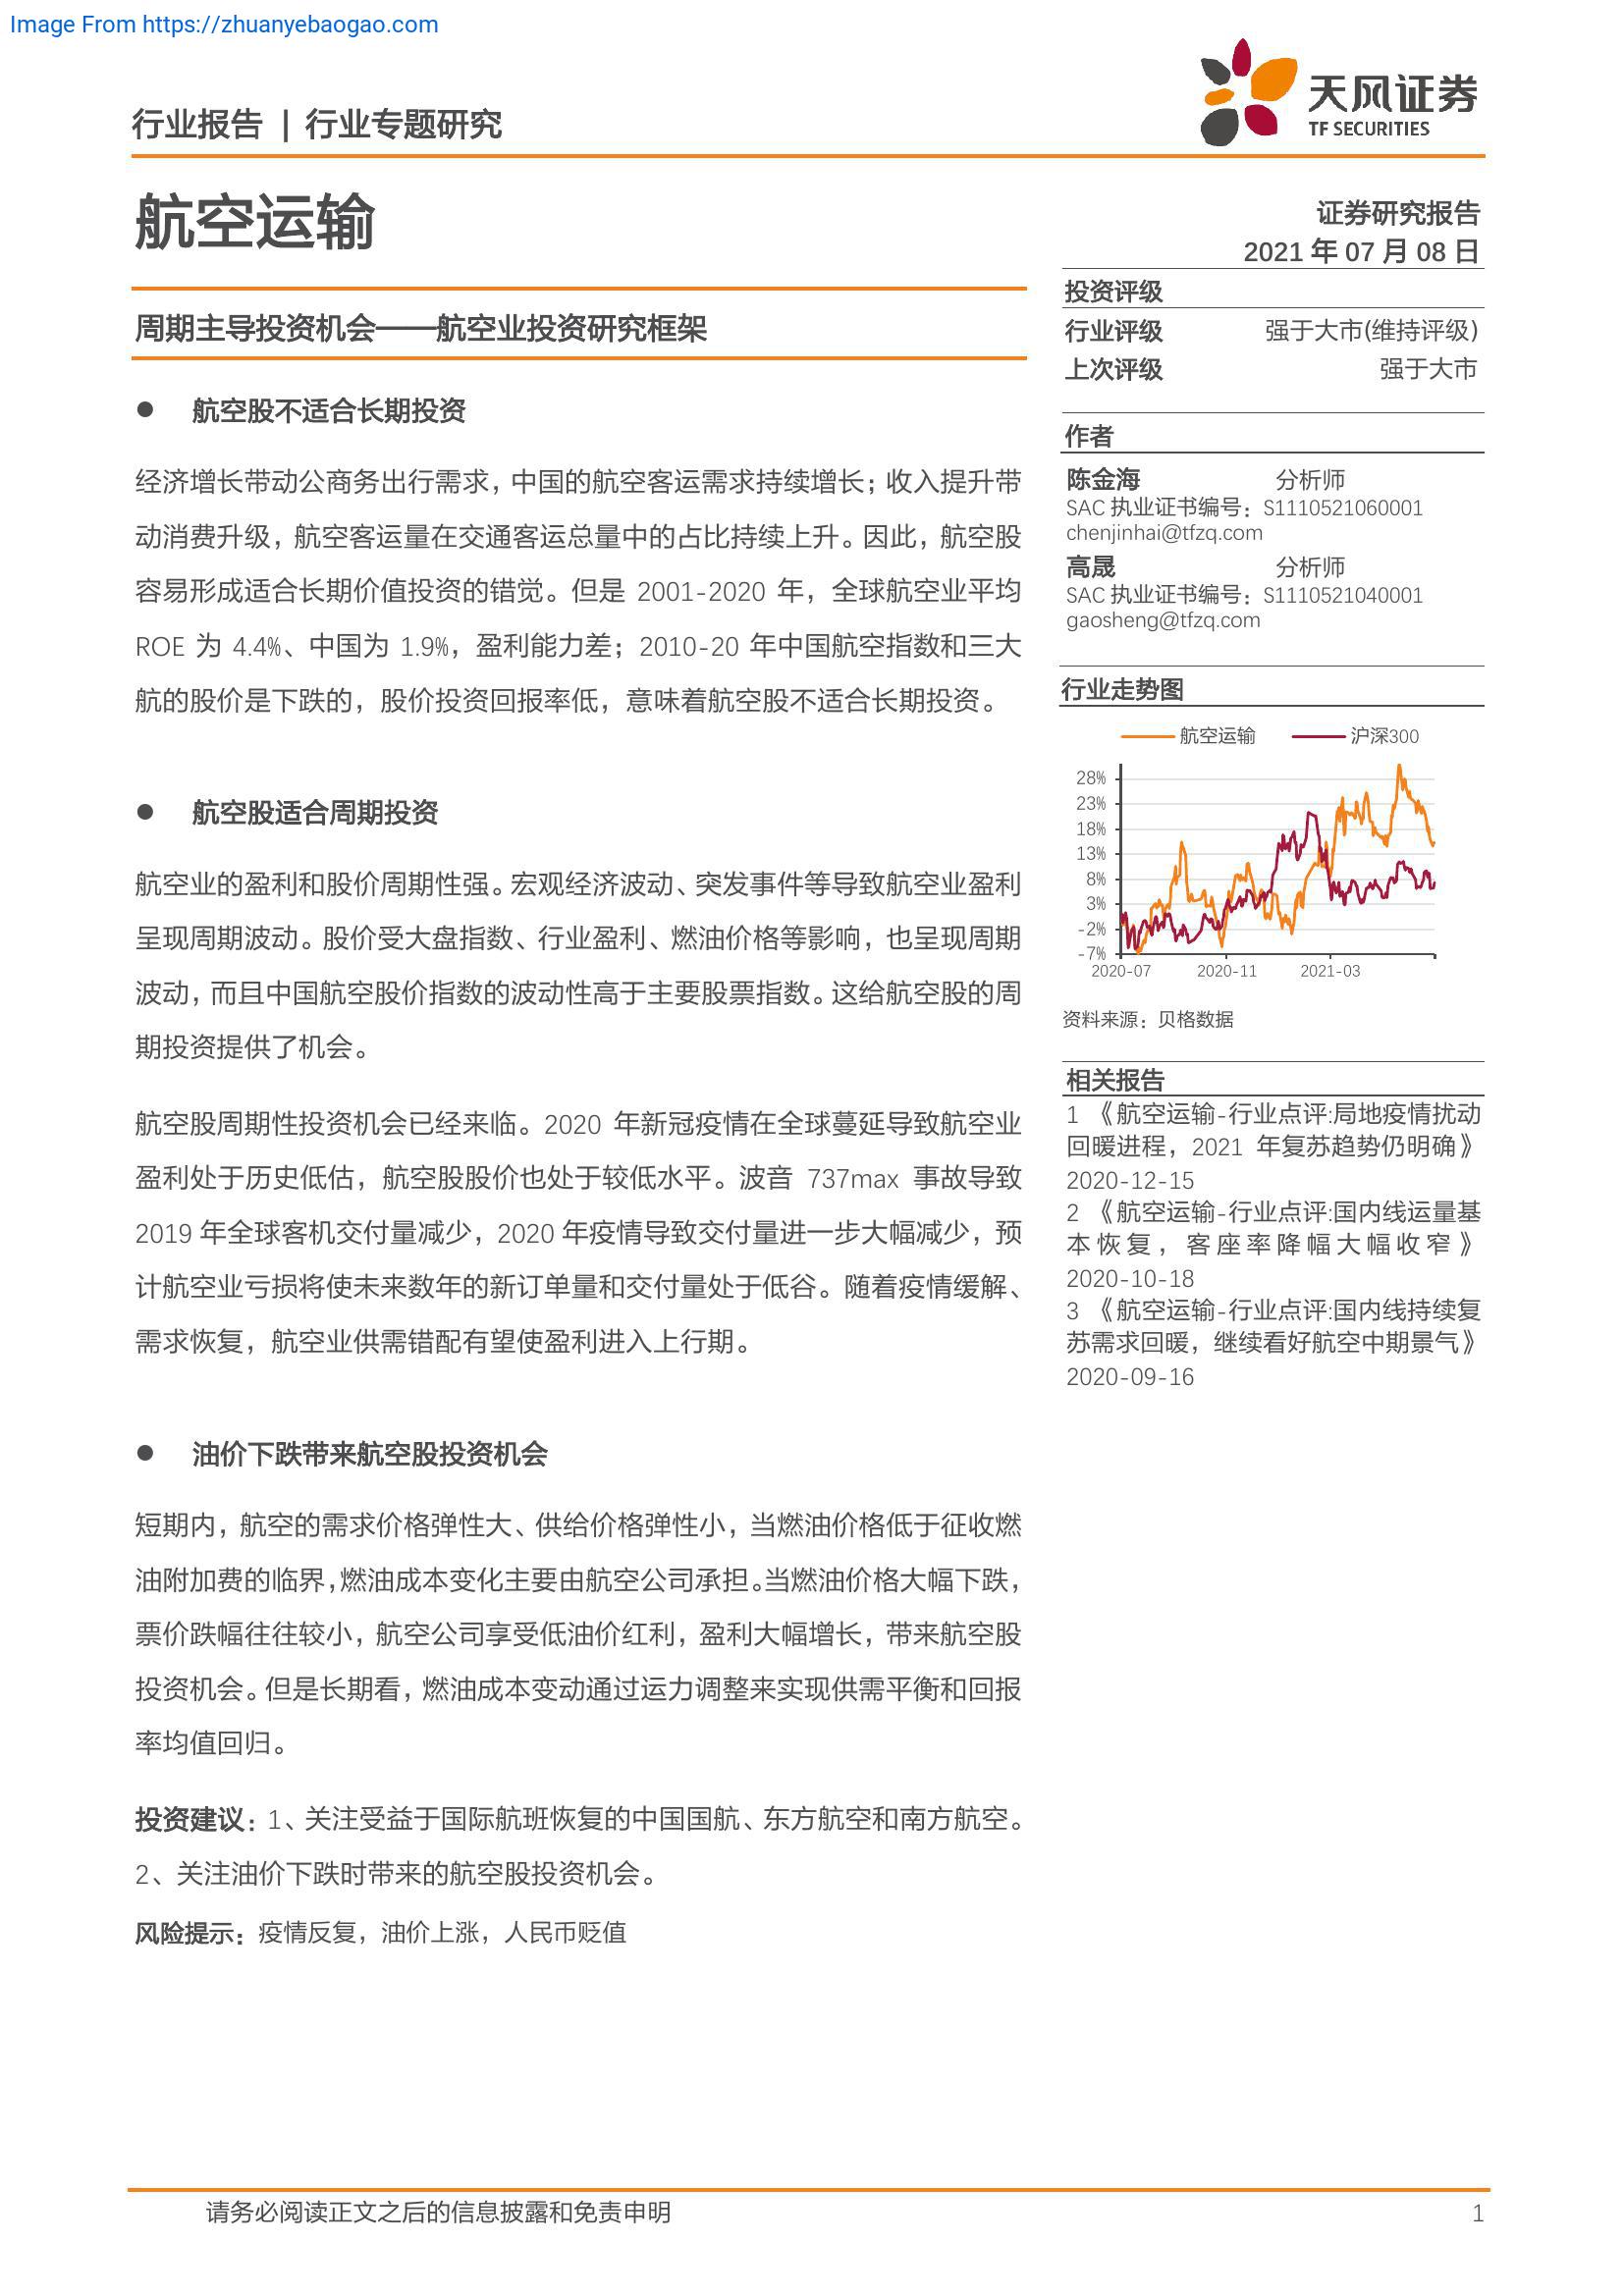 Image From https://zhuanyebaogao.com
行业报告 | 行业专题研究
天风证券
TF SECURITIES
航空运输
周期主导投资机会——航空业投资研究框架
● 航空股不适合长期投资
经济增长带动公商务出行需求，中国的航空客运需求持续增长；收入提升带
动消费升级，航空客运量在交通客运总量中的占比持续上升。因此，航空股
容易形成适合长期价值投资的错觉。但是 2001-2020 年，全球航空业平均
ROE 为 4.4%、中国为 1.9%，盈利能力差；2010-20 年中国航空指数和三大
航的股价是下跌的，股价投资回报率低，意味着航空股不适合长期投资。
● 航空股适合周期投资
航空业的盈利和股价周期性强。宏观经济波动、突发事件等导致航空业盈利
呈现周期波动。股价受大盘指数、行业盈利、燃油价格等影响，也呈现周期
波动，而且中国航空股价指数的波动性高于主要股票指数。这给航空股的周
期投资提供了机会。
航空股周期性投资机会已经来临。2020 年新冠疫情在全球蔓延导致航空业
盈利处于历史低估，航空股股价也处于较低水平。波音 737max 事故导致
2019 年全球客机交付量减少，2020 年疫情导致交付量进一步大幅减少，预
计航空业亏损将使未来数年的新订单量和交付量处于低谷。随着疫情缓解、
需求恢复，航空业供需错配有望使盈利进入上行期。
● 油价下跌带来航空股投资机会
短期内，航空的需求价格弹性大、供给价格弹性小，当燃油价格低于征收燃
油附加费的临界，燃油成本变化主要由航空公司承担。当燃油价格大幅下跌，
票价跌幅往往较小，航空公司享受低油价红利，盈利大幅增长，带来航空股
投资机会。但是长期看，燃油成本变动通过运力调整来实现供需平衡和回报
率均值回归。
投资建议：1、关注受益于国际航班恢复的中国国航、东方航空和南方航空。
2、关注油价下跌时带来的航空股投资机会。
风险提示：疫情反复，油价上涨，人民币贬值
证券研究报告
2021 年 07 月 08 日
投资评级
行业评级 强于大市(维持评级)
上次评级 强于大市
作者
陈金海 分析师
SAC 执业证书编号：S1110521060001
chenjinhai@tfzq.com
高晟 分析师
SAC 执业证书编号：S1110521040001
gaosheng@tfzq.com
行业走势图
航空运输 沪深300
28%
23%
18%
13%
8%
3%
-2%
-7%
2020-07 2020-11 2021-03
资料来源：贝格数据
相关报告
1 《航空运输-行业点评:局地疫情扰动
回暖进程，2021 年复苏趋势仍明确》
2020-12-15
2 《航空运输-行业点评:国内线运量基
本恢复，客座率降幅大幅收窄》
2020-10-18
3 《航空运输-行业点评:国内线持续复
苏需求回暖，继续看好航空中期景气》
2020-09-16
请务必阅读正文之后的信息披露和免责申明 1